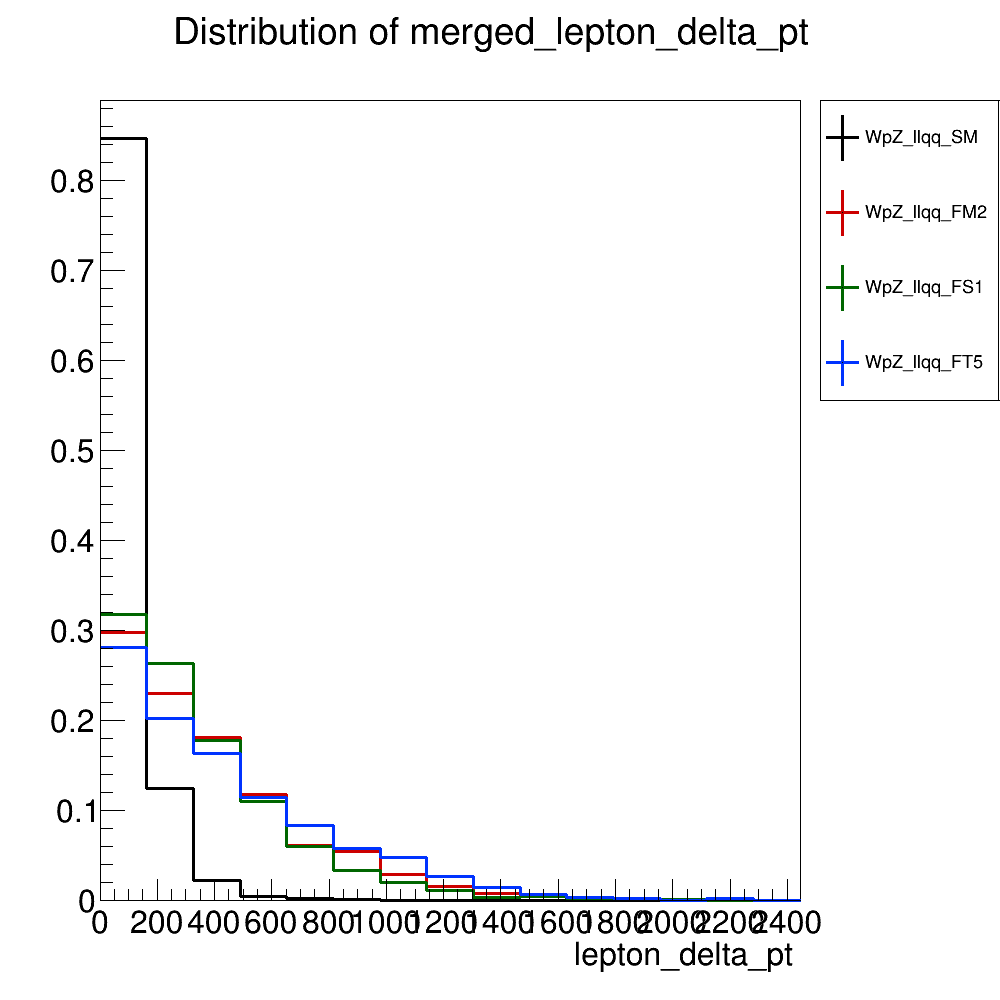 Distribution of merged_lepton_delta_pt
WpZ_llqq_SM
WpZ_llqq_FM2
WpZ_llqq_FS1
WpZ_llqq_FT5
0.8
0.7
0.6
0.5
0.4
0.3
0.2
0.1
0
0 200 400 600 800 1000 1200 1400 1600 1800 2000 2200 2400
lepton_delta_pt